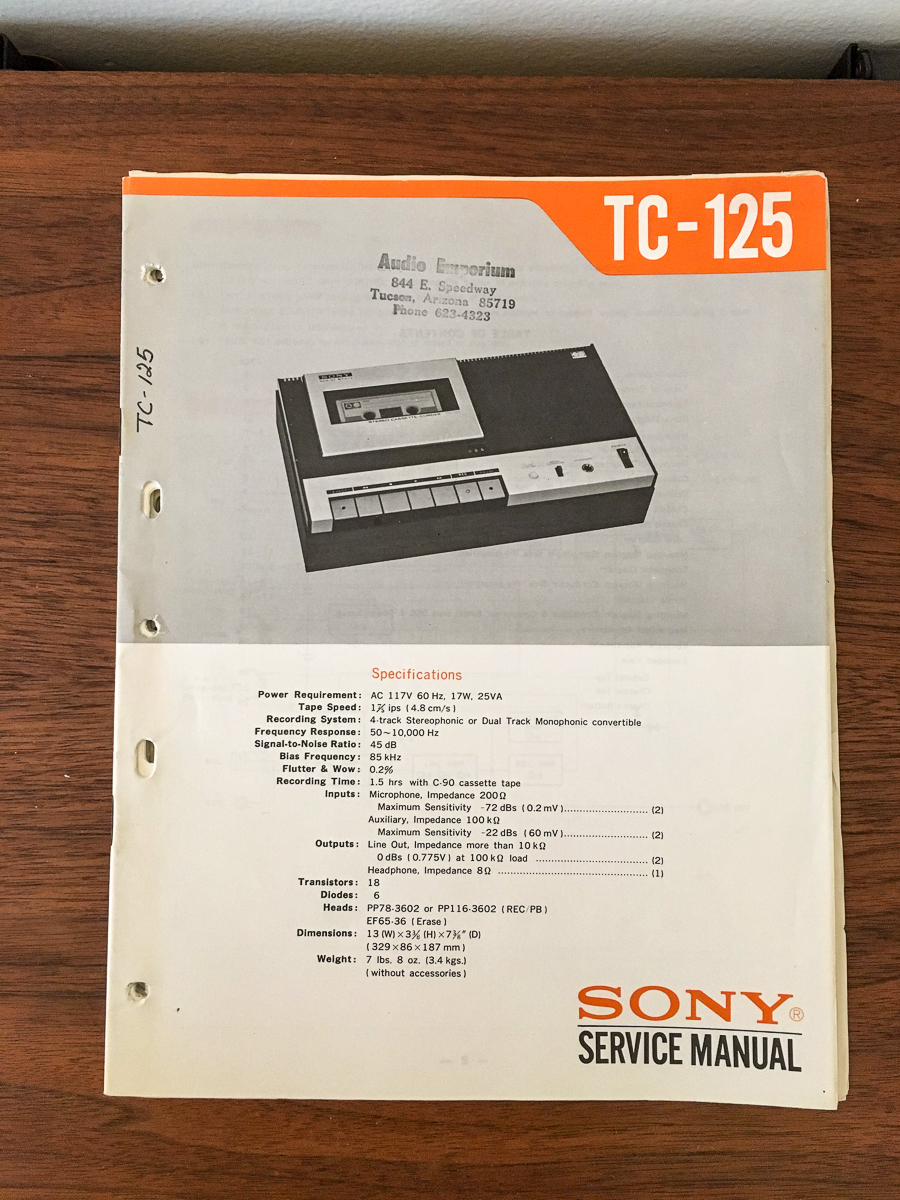 TC-125
Audio Emporium
844 E. Speedway
Tucson, Arizona 85719
Phone 623-4323
TC-125
SONY
STEREO CASSETTE-CORDER
Specifications
Power Requirement: AC 117V 60 Hz, 17W, 25VA
Tape Speed: 1⅞ ips (4.8 cm/s)
Recording System: 4-track Stereophonic or Dual Track Monophonic convertible
Frequency Response: 50~10,000 Hz
Signal-to-Noise Ratio: 45 dB
Bias Frequency: 85 kHz
Flutter & Wow: 0.2%
Recording Time: 1.5 hrs with C-90 cassette tape
Inputs: Microphone, Impedance 200Ω
Maximum Sensitivity -72 dBs (0.2 mV)............................ (2)
Auxiliary, Impedance 100 kΩ
Maximum Sensitivity -22 dBs (60 mV)............................ (2)
Outputs: Line Out, Impedance more than 10 kΩ
0 dBs (0.775V) at 100 kΩ load ...................................... (2)
Headphone, Impedance 8Ω .................................................. (1)
Transistors: 18
Diodes: 6
Heads: PP78-3602 or PP116-3602 (REC/PB)
EF65-36 (Erase)
Dimensions: 13 (W)×3⅜ (H)×7⅜" (D)
(329×86×187 mm)
Weight: 7 lbs. 8 oz. (3.4 kgs.)
(without accessories)
SONY®
SERVICE MANUAL